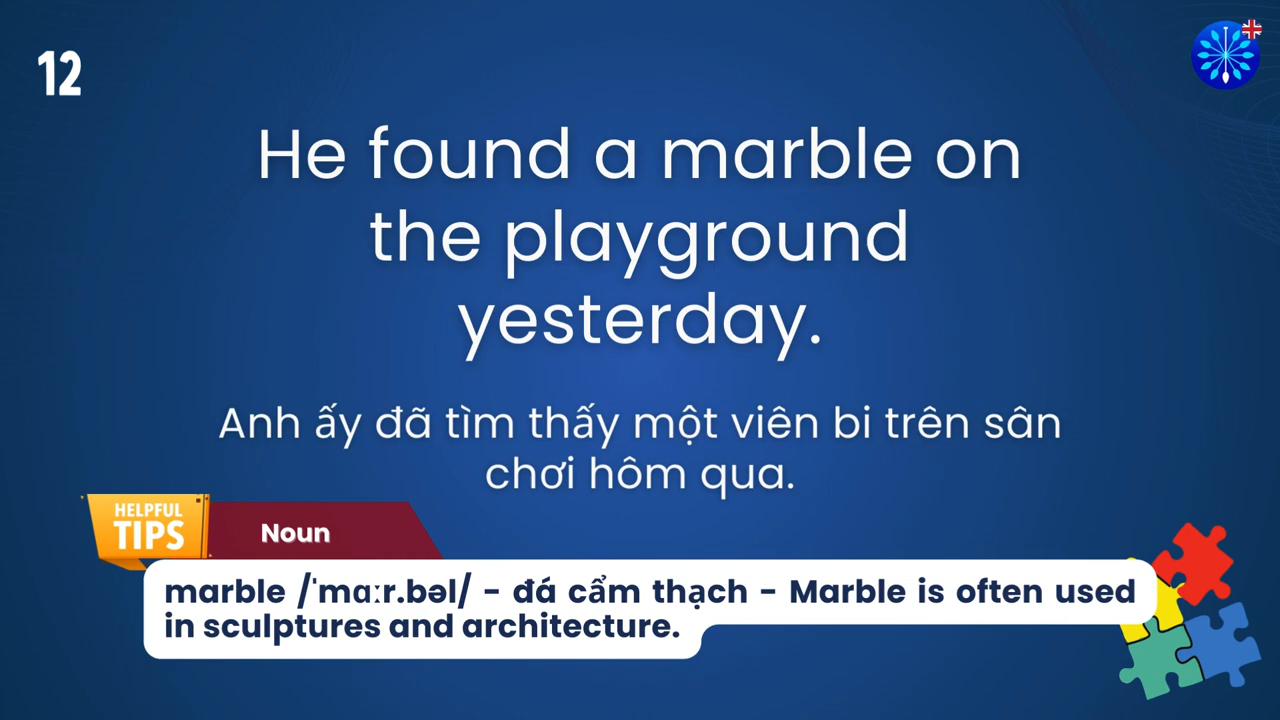 12
He found a marble on
the playground
yesterday.
Anh ấy đã tìm thấy một viên bi trên sân
chơi hôm qua.
HELPFUL
TIPS
Noun
marble /ˈmɑːr.bəl/ - đá cẩm thạch - Marble is often used
in sculptures and architecture.